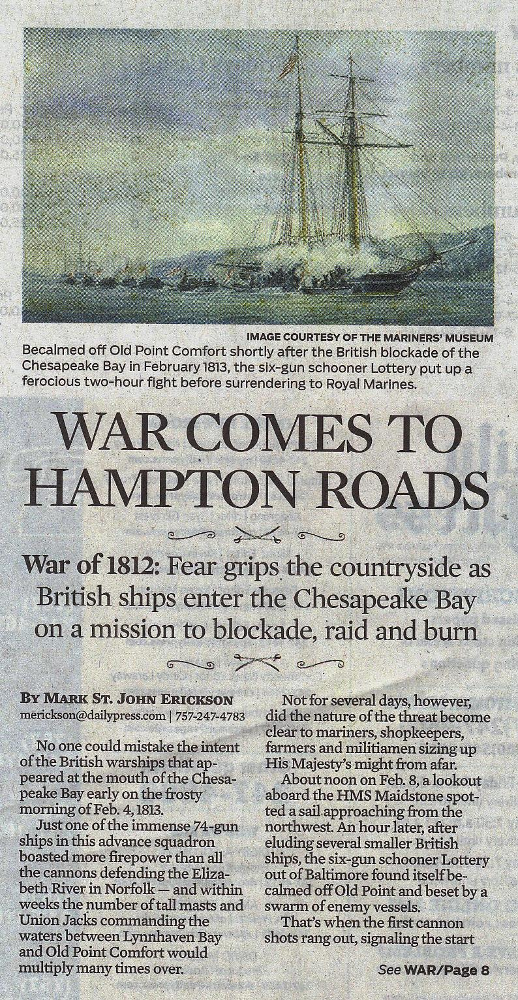 IMAGE COURTESY OF THE MARINERS' MUSEUM
Becalmed off Old Point Comfort shortly after the British blockade of the
Chesapeake Bay in February 1813, the six-gun schooner Lottery put up a
ferocious two-hour fight before surrendering to Royal Marines.
WAR COMES TO
HAMPTON ROADS
War of 1812: Fear grips the countryside as
British ships enter the Chesapeake Bay
on a mission to blockade, raid and burn
BY MARK ST. JOHN ERICKSON
merickson@dailypress.com | 757-247-4783
No one could mistake the intent
of the British warships that ap-
peared at the mouth of the Chesa-
peake Bay early on the frosty
morning of Feb. 4, 1813.
Just one of the immense 74-gun
ships in this advance squadron
boasted more firepower than all
the cannons defending the Eliza-
beth River in Norfolk — and within
weeks the number of tall masts and
Union Jacks commanding the
waters between Lynnhaven Bay
and Old Point Comfort would
multiply many times over.
Not for several days, however,
did the nature of the threat become
clear to mariners, shopkeepers,
farmers and militiamen sizing up
His Majesty's might from afar.
About noon on Feb. 8, a lookout
aboard the HMS Maidstone spot-
ted a sail approaching from the
northwest. An hour later, after
eluding several smaller British
ships, the six-gun schooner Lottery
out of Baltimore found itself be-
calmed off Old Point and beset by a
swarm of enemy vessels.
That's when the first cannon
shots rang out, signaling the start
See WAR/Page 8